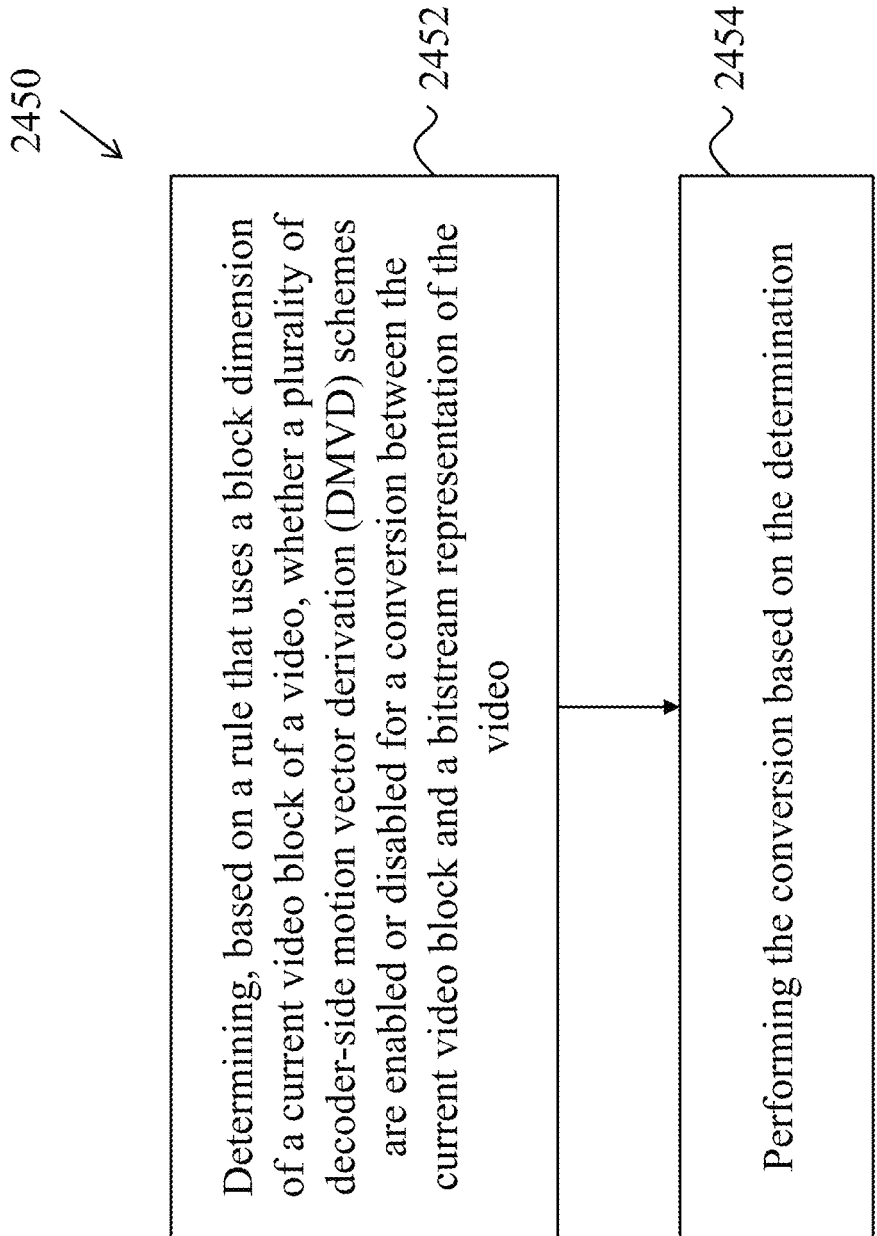 2450
Determining, based on a rule that uses a block dimension
of a current video block of a video, whether a plurality of
decoder-side motion vector derivation (DMVD) schemes
are enabled or disabled for a conversion between the
current video block and a bitstream representation of the
video
2452
Performing the conversion based on the determination
2454